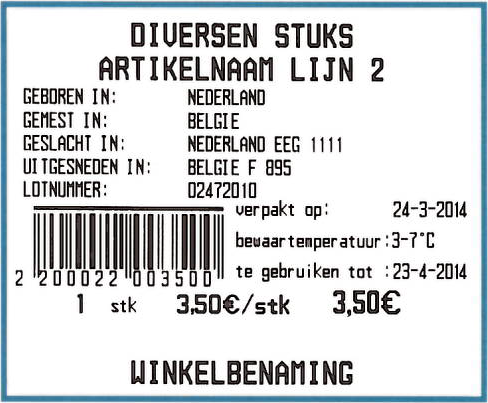 DIVERSEN STUKS
ARTIKELNAAM LIJN 2
GEBOREN IN: NEDERLAND
GEMEST IN: BELGIE
GESLACHT IN: NEDERLAND EEG 1111
UITGESNEDEN IN: BELGIE F 895
LOTNUMMER: 02472010
verpakt op: 24-3-2014
bewaartemperatuur:3-7°C
te gebruiken tot :23-4-2014
2 200022 003500
1 stk 3,50€/stk 3,50€
WINKELBENAMING